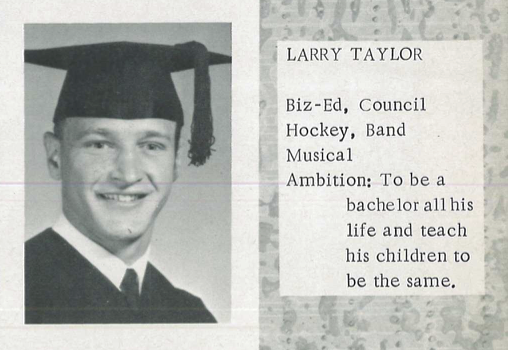 LARRY TAYLOR
Biz-Ed, Council
Hockey, Band
Musical
Ambition: To be a
bachelor all his
life and teach
his children to
be the same.